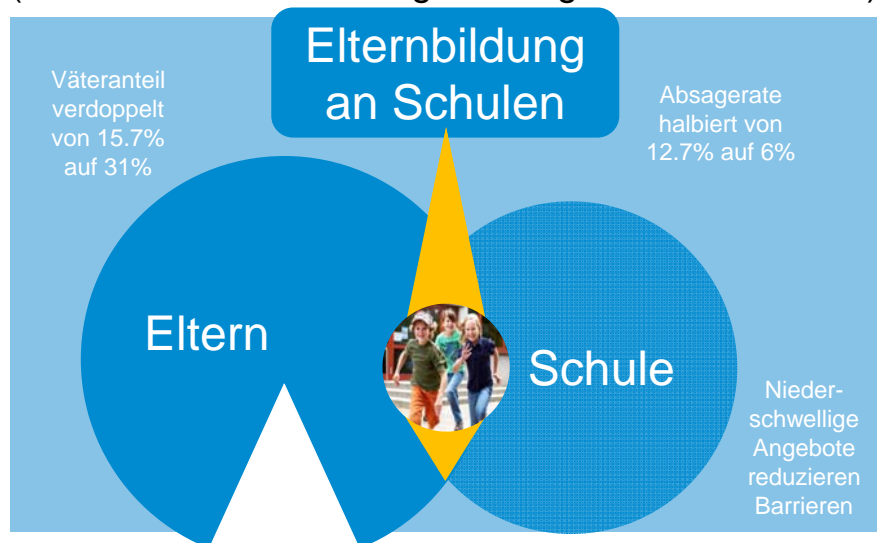 Elternbildung
an Schulen
Väteranteil
verdoppelt
von 15.7%
auf 31%
Absagerate
halbiert von
12.7% auf 6%
Eltern
Schule
Nieder-
schwellige
Angebote
reduzieren
Barrieren